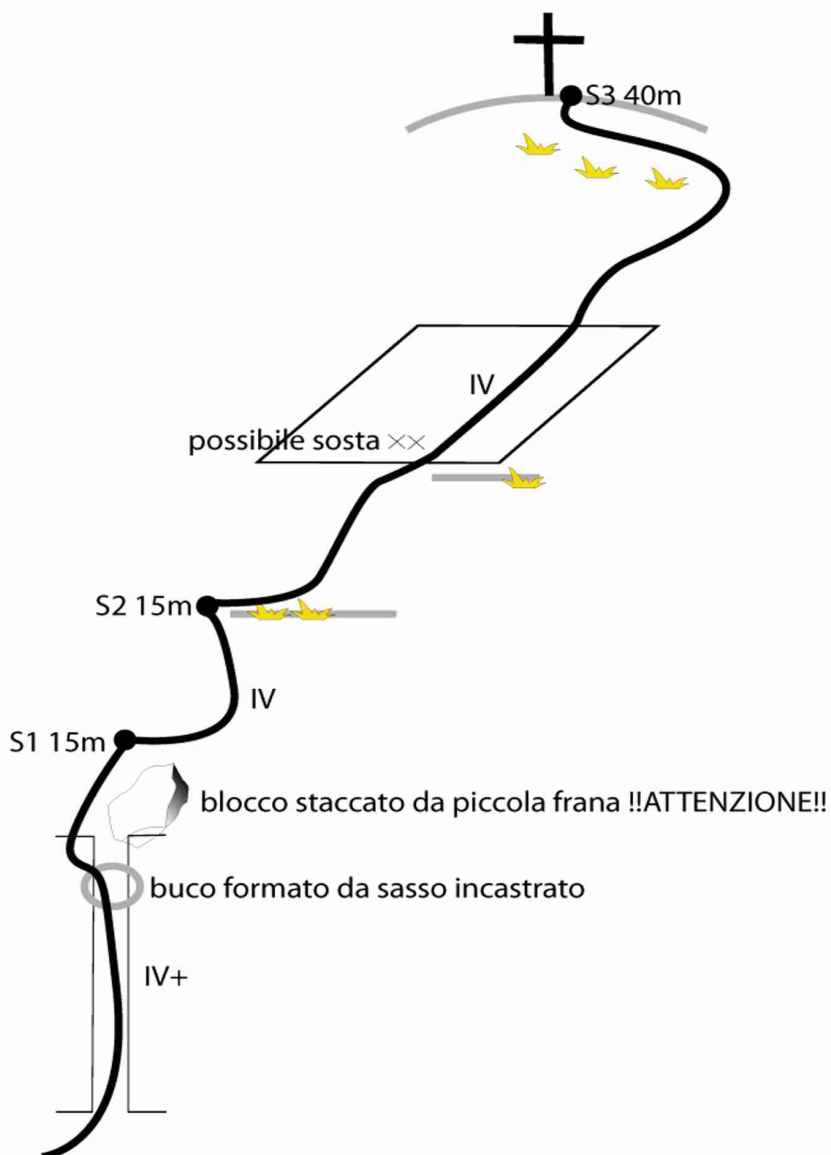 S3 40m
IV
possibile sosta ××
S2 15m
IV
S1 15m
blocco staccato da piccola frana !!ATTENZIONE!!
buco formato da sasso incastrato
IV+